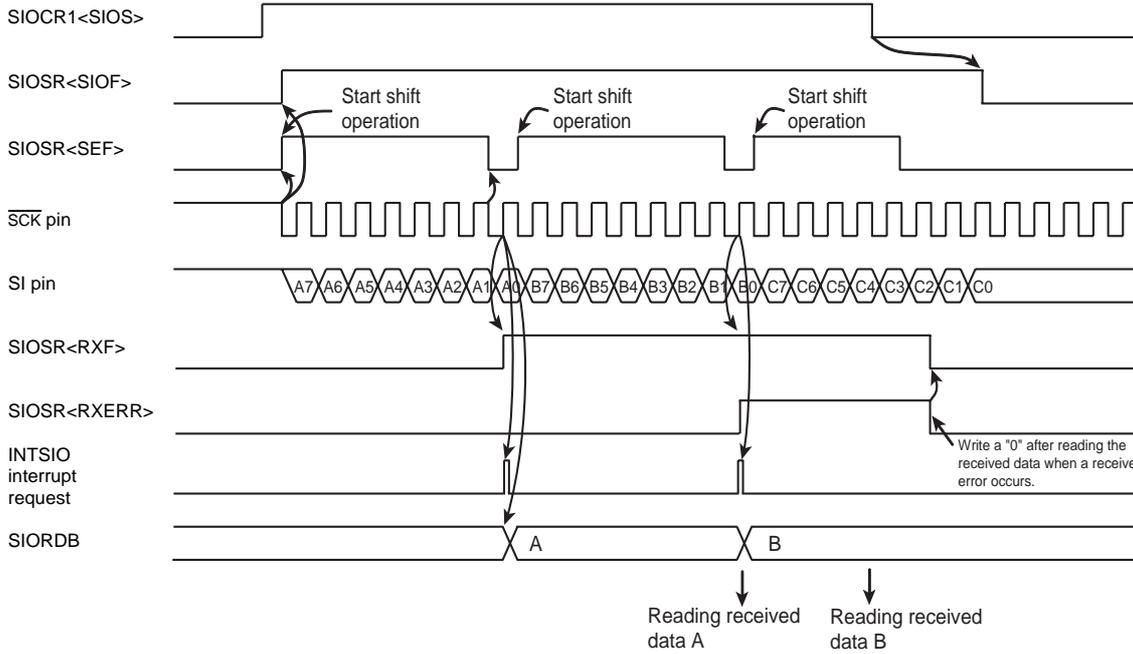 SIOCR1<SIOS>
SIOSR<SIOF>
Start shift
operation
Start shift
operation
Start shift
operation
SIOSR<SEF>
SCK pin
SI pin
A7 A6 A5 A4 A3 A2 A1 A0 B7 B6 B5 B4 B3 B2 B1 B0 C7 C6 C5 C4 C3 C2 C1 C0
SIOSR<RXF>
SIOSR<RXERR>
Write a "0" after reading the
received data when a receive
error occurs.
INTSIO
interrupt
request
SIORDB
A
B
Reading received
data A
Reading received
data B